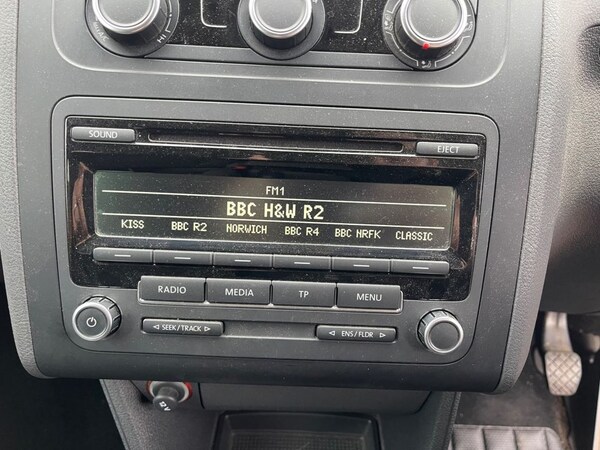 SOUND
EJECT
FM1
BBC H&W R2
KISS BBC R2 NORWICH BBC R4 BBC NRFK CLASSIC
RADIO MEDIA TP MENU
SEEK/TRACK ENS/FLDR
12V